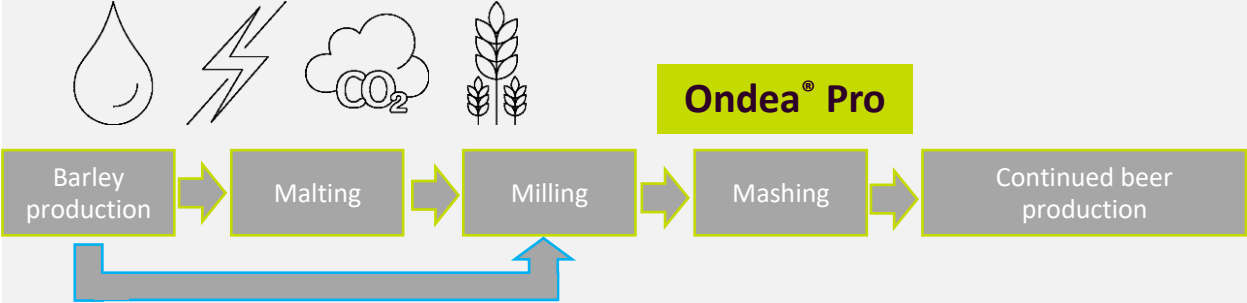 CO2
Ondea® Pro
Barley
production
Malting
Milling
Mashing
Continued beer
production